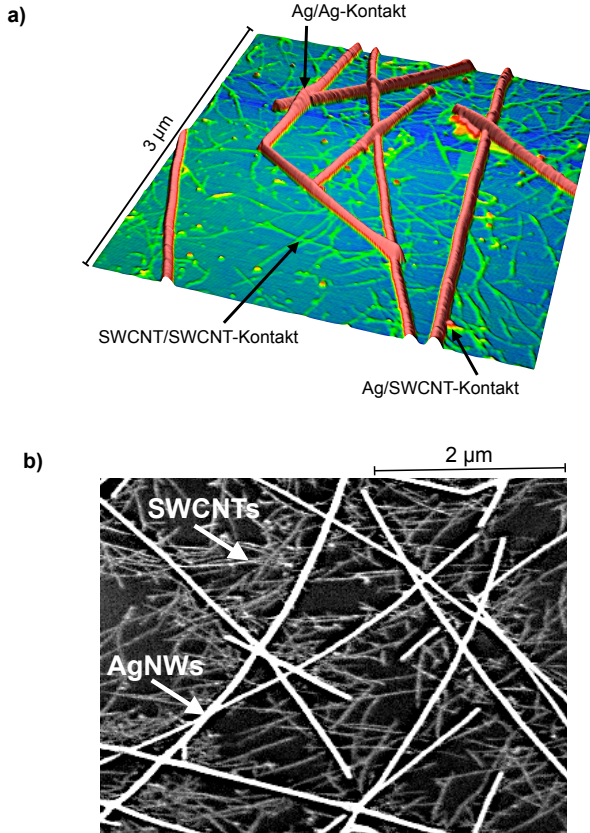 a)
Ag/Ag-Kontakt
3 µm
SWCNT/SWCNT-Kontakt
Ag/SWCNT-Kontakt
b)
2 µm
SWCNTs
AgNWs